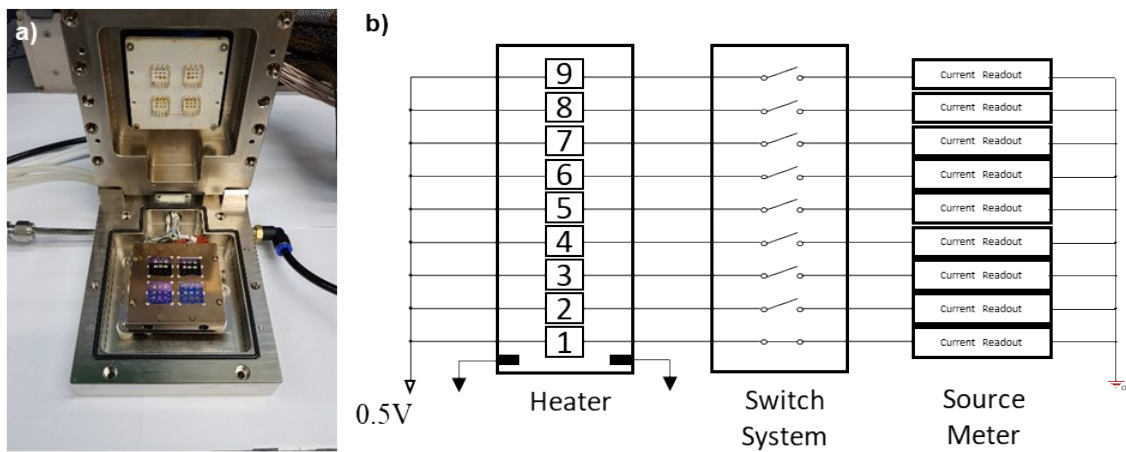 a)
b)
9
8
7
6
5
4
3
2
1
Current Readout
Current Readout
Current Readout
Current Readout
Current Readout
Current Readout
Current Readout
Current Readout
Current Readout
0.5V
Heater
Switch
System
Source
Meter